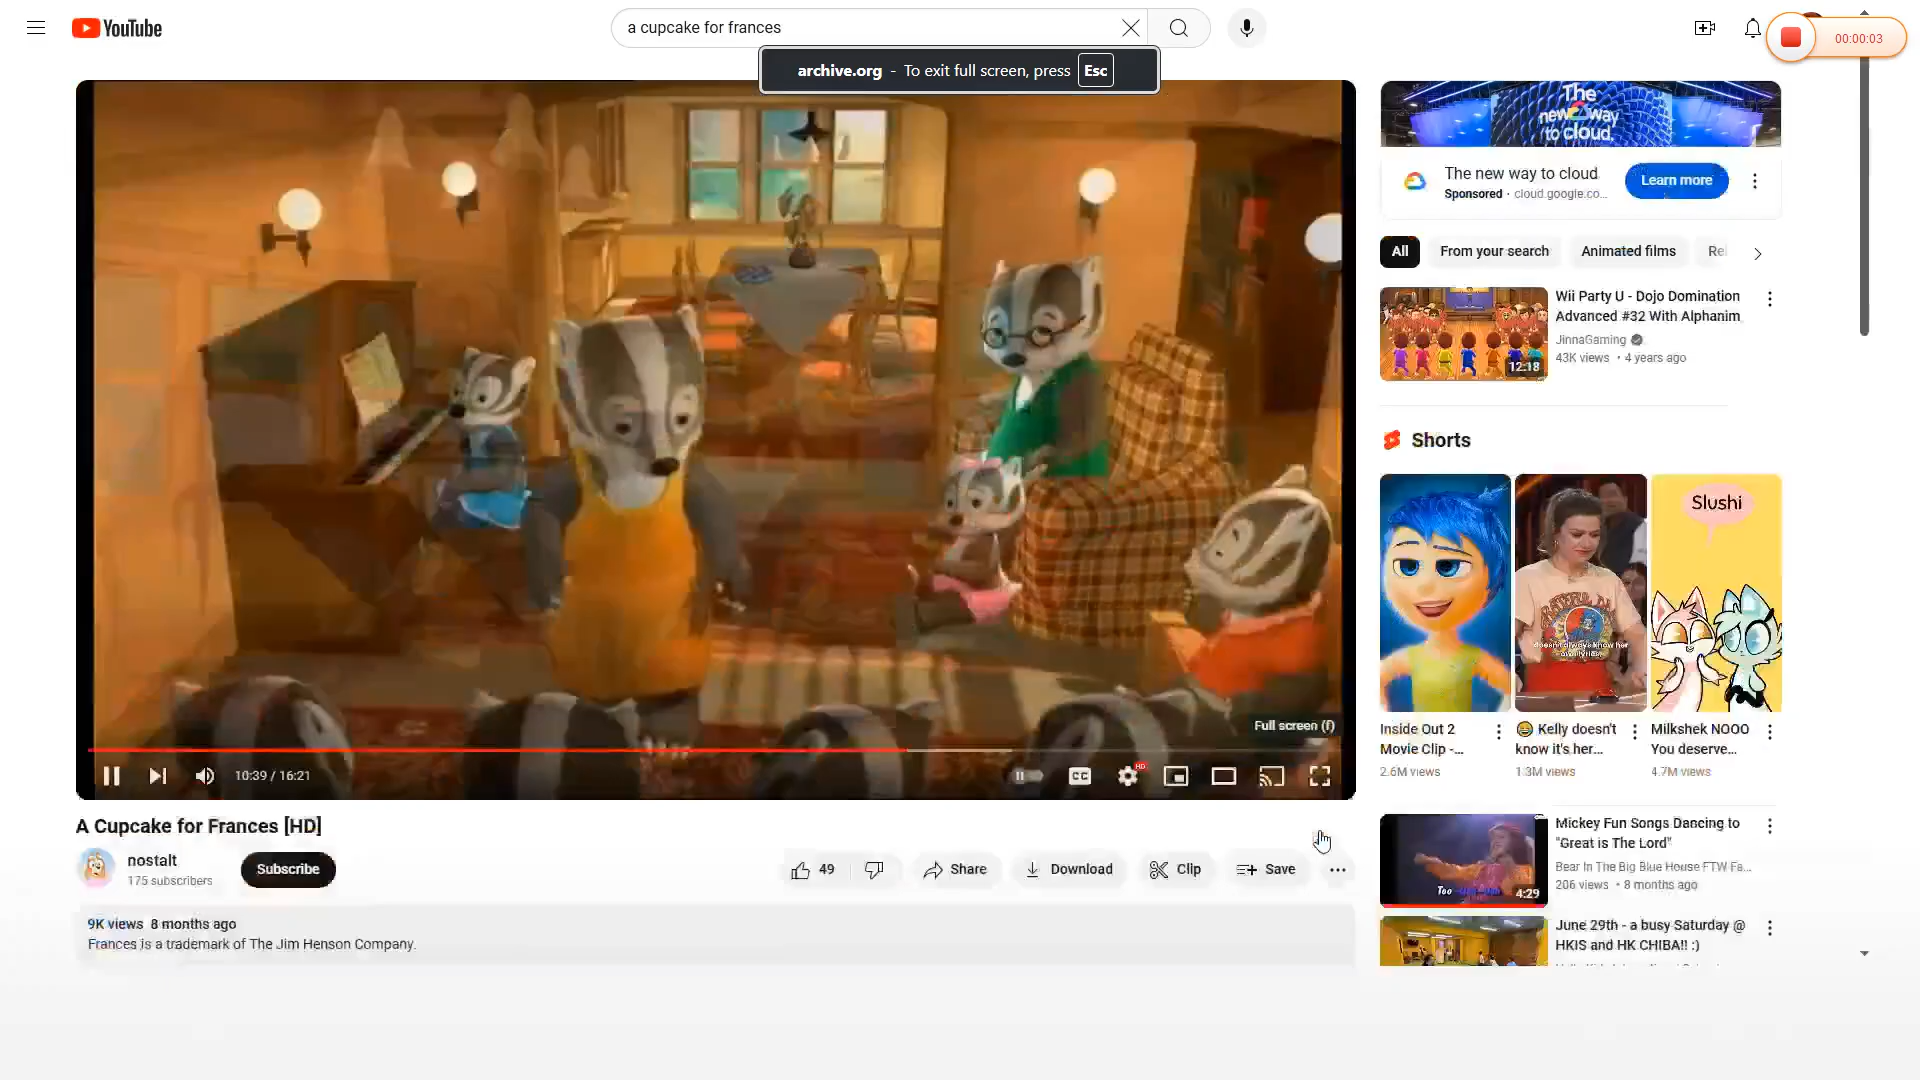 YouTube
a cupcake for frances
00:00:03
archive.org - To exit full screen, press Esc
The
new way
to cloud.
The new way to cloud
Sponsored · cloud.google.co...
Learn more
All
From your search
Animated films
Rel
12:18
Wii Party U - Dojo Domination
Advanced #32 With Alphanim
JinnaGaming
43K views • 4 years ago
Shorts
Slushi
doesn't always know her
Inside Out 2
Movie Clip -...
2.6M views
😂 Kelly doesn't
know it's her...
1.3M views
Milkshek NOOO
You deserve...
4.7M views
Full screen (f)
10:39 / 16:21
CC
HD
A Cupcake for Frances [HD]
nostalt
175 subscribers
Subscribe
49
Share
Download
Clip
Save
9K views 8 months ago
Frances is a trademark of The Jim Henson Company.
4:29
Mickey Fun Songs Dancing to
"Great is The Lord"
Bear In The Big Blue House FTW Fa...
206 views • 8 months ago
June 29th - a busy Saturday @
HKIS and HK CHIBA!! :)